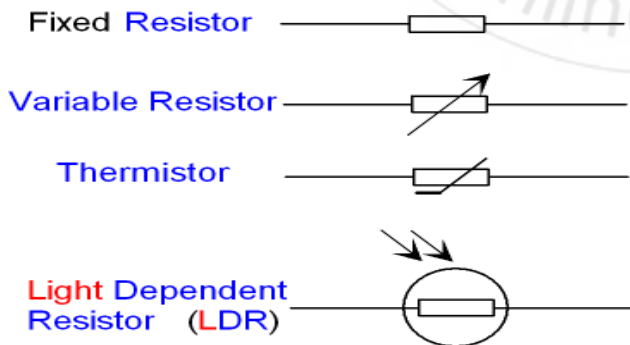 Fixed Resistor
Variable Resistor
Thermistor
Light Dependent
Resistor (LDR)